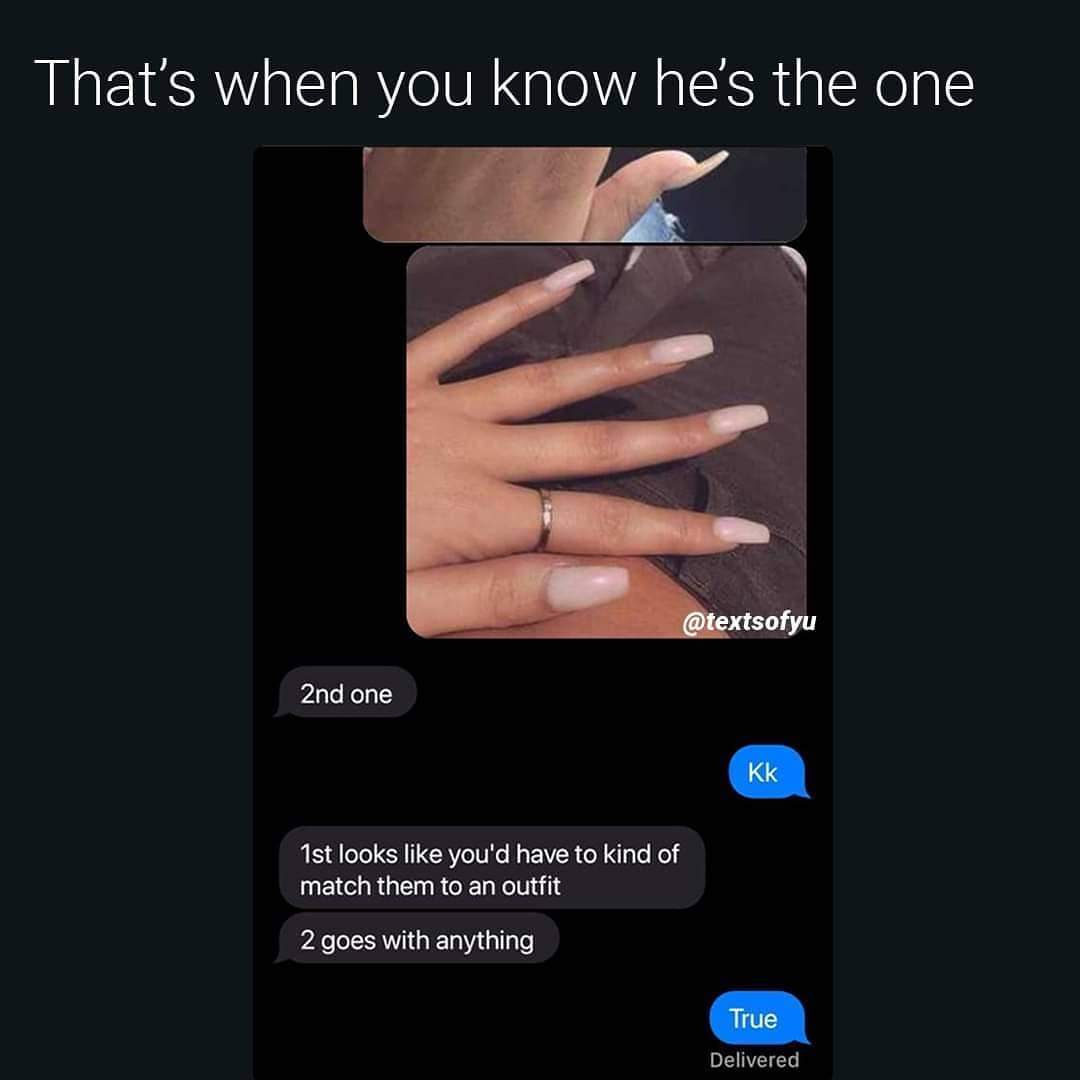 That's when you know he's the one
@textsofyu
2nd one
Kk
1st looks like you'd have to kind of
match them to an outfit
2 goes with anything
True
Delivered